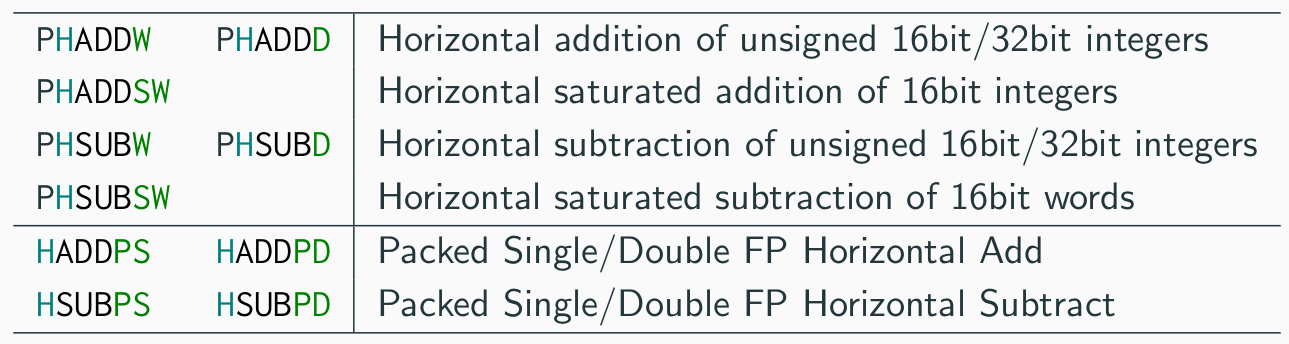 PHADDW PHADDD Horizontal addition of unsigned 16bit/32bit integers
PHADDSW Horizontal saturated addition of 16bit integers
PHSUBW PHSUBD Horizontal subtraction of unsigned 16bit/32bit integers
PHSUBSW Horizontal saturated subtraction of 16bit words
HADDPS HADDPD Packed Single/Double FP Horizontal Add
HSUBPS HSUBPD Packed Single/Double FP Horizontal Subtract